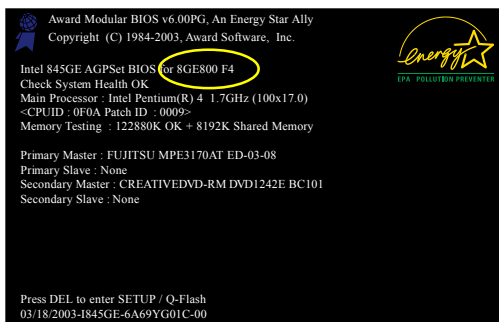 Award Modular BIOS v6.00PG, An Energy Star Ally
Copyright (C) 1984-2003, Award Software, Inc.
energy
EPA POLLUTION PREVENTER
Intel 845GE AGPSet BIOS for 8GE800 F4
Check System Health OK
Main Processor : Intel Pentium(R) 4 1.7GHz (100x17.0)
<CPUID : 0F0A Patch ID : 0009>
Memory Testing : 122880K OK + 8192K Shared Memory
Primary Master : FUJITSU MPE3170AT ED-03-08
Primary Slave : None
Secondary Master : CREATIVEDVD-RM DVD1242E BC101
Secondary Slave : None
Press DEL to enter SETUP / Q-Flash
03/18/2003-I845GE-6A69YG01C-00